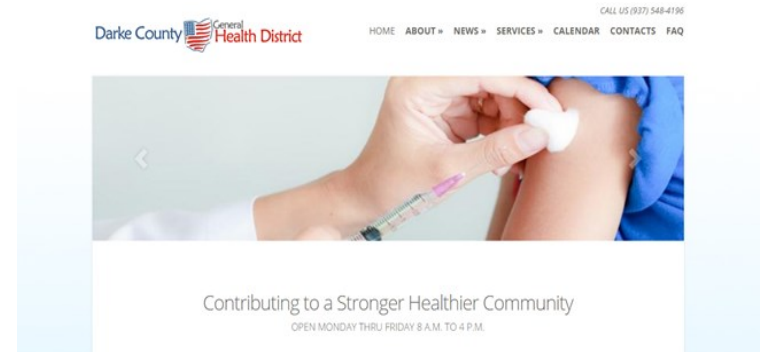 CALL US (937) 548-4196
Darke County General Health District
HOME ABOUT » NEWS » SERVICES » CALENDAR CONTACTS FAQ
Contributing to a Stronger Healthier Community
OPEN MONDAY THRU FRIDAY 8 A.M. TO 4 P.M.